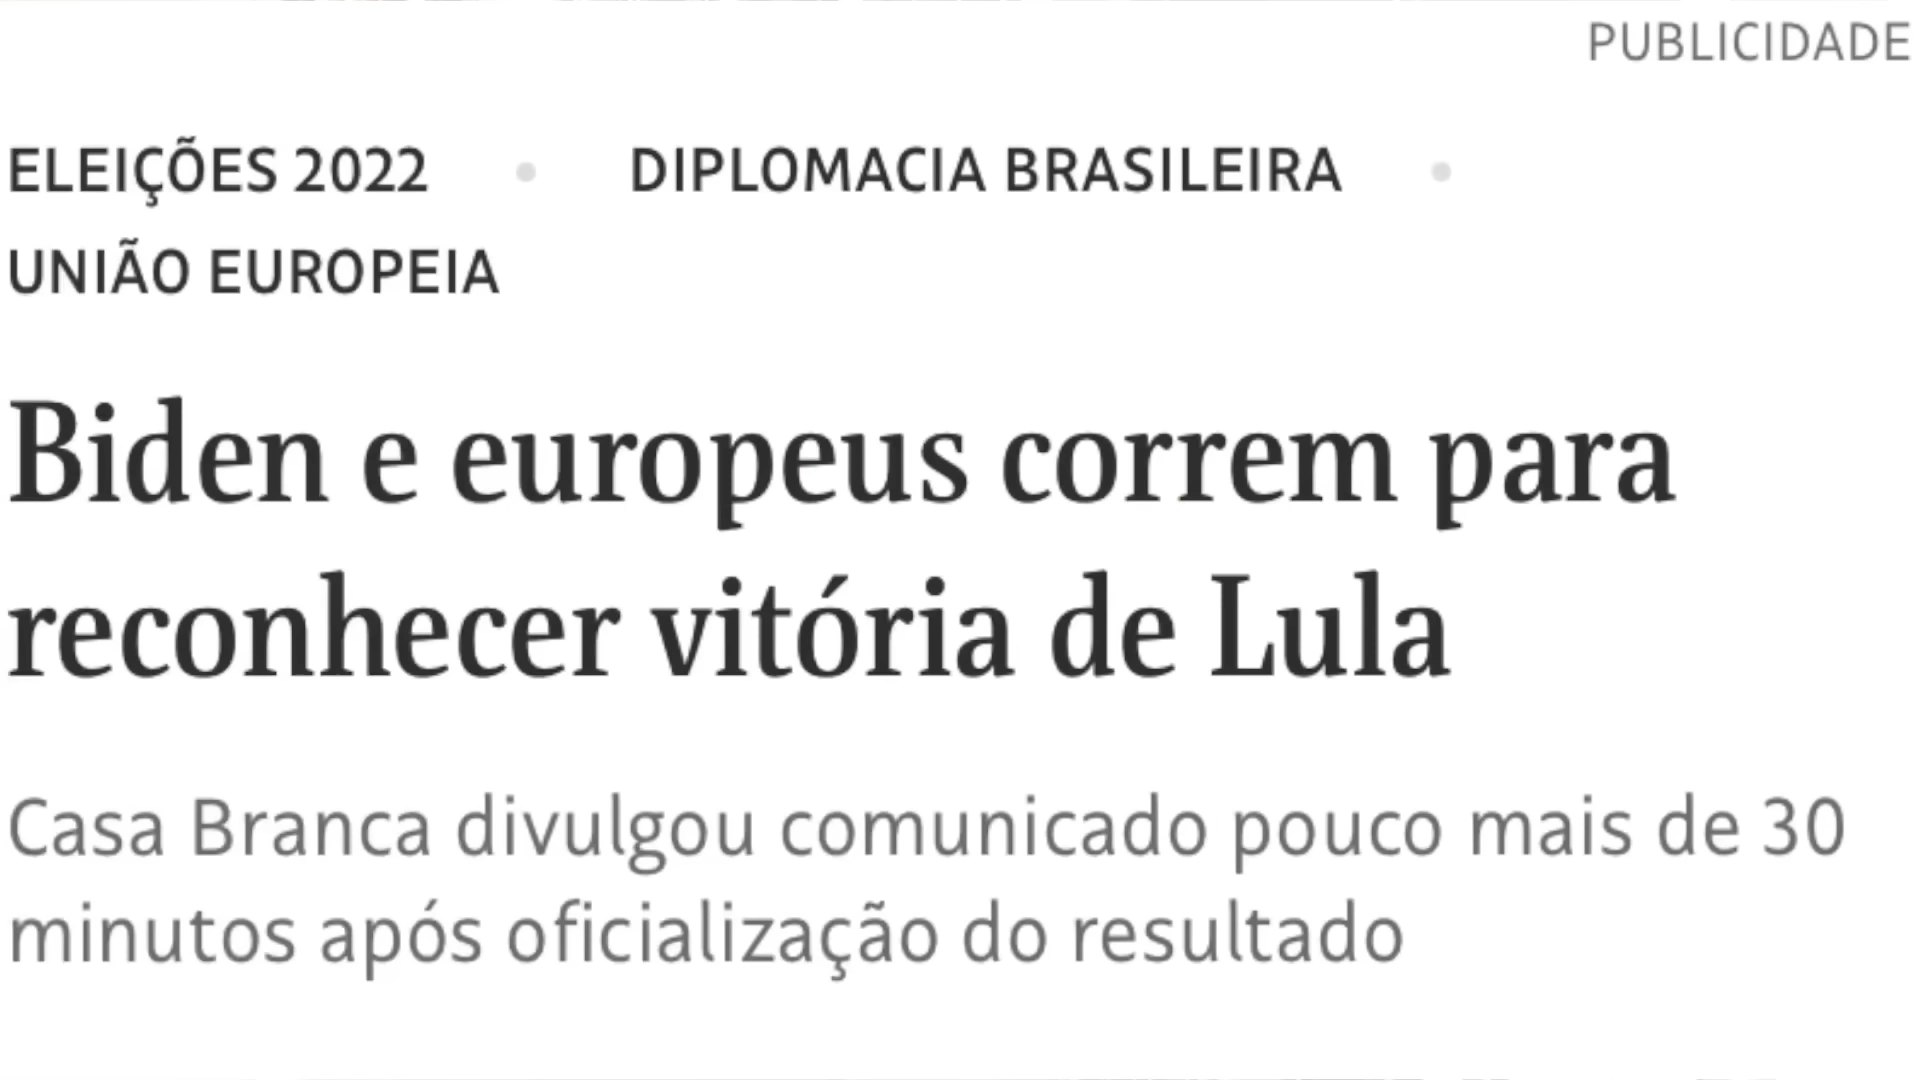 PUBLICIDADE
ELEIÇÕES 2022 • DIPLOMACIA BRASILEIRA •
UNIÃO EUROPEIA
Biden e europeus correm para
reconhecer vitória de Lula
Casa Branca divulgou comunicado pouco mais de 30
minutos após oficialização do resultado